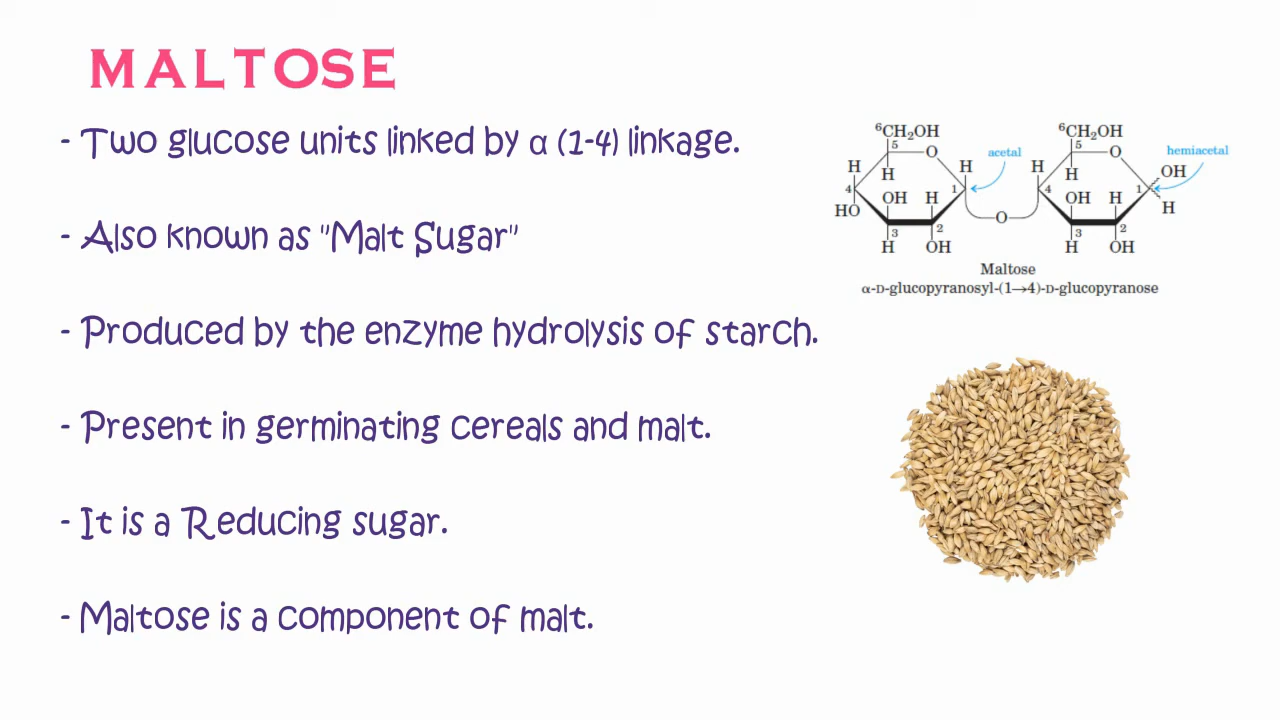 MALTOSE
- Two glucose units linked by α (1-4) linkage.
- Also known as "Malt Sugar"
- Produced by the enzyme hydrolysis of starch.
- Present in germinating cereals and malt.
- It is a Reducing sugar.
- Maltose is a component of malt.
⁶CH₂OH ⁶CH₂OH
5 O acetal 5 O hemiacetal
H H H H H H OH
4 OH H 1 4 OH H 1
HO O H
3 2 3 2
H OH H OH
Maltose
α-D-glucopyranosyl-(1→4)-D-glucopyranose